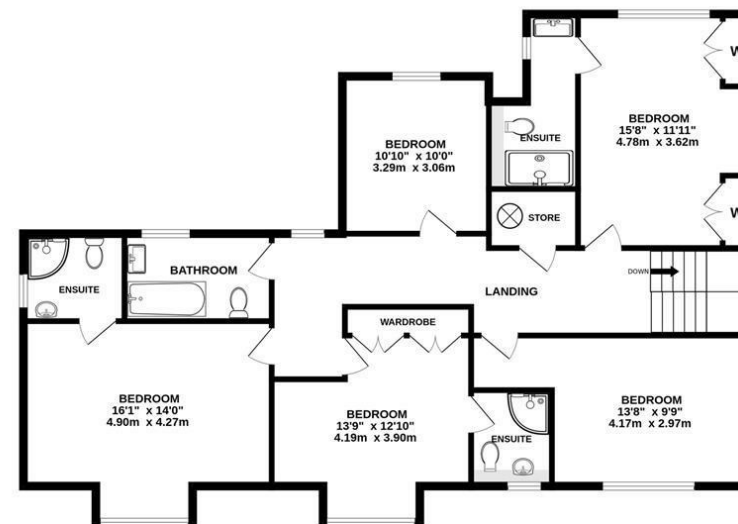 BEDROOM
15'8" x 11'11"
4.78m x 3.62m
W
W
ENSUITE
BEDROOM
10'10" x 10'0"
3.29m x 3.06m
STORE
LANDING
DOWN
BATHROOM
ENSUITE
WARDROBE
BEDROOM
16'1" x 14'0"
4.90m x 4.27m
BEDROOM
13'9" x 12'10"
4.19m x 3.90m
ENSUITE
BEDROOM
13'8" x 9'9"
4.17m x 2.97m